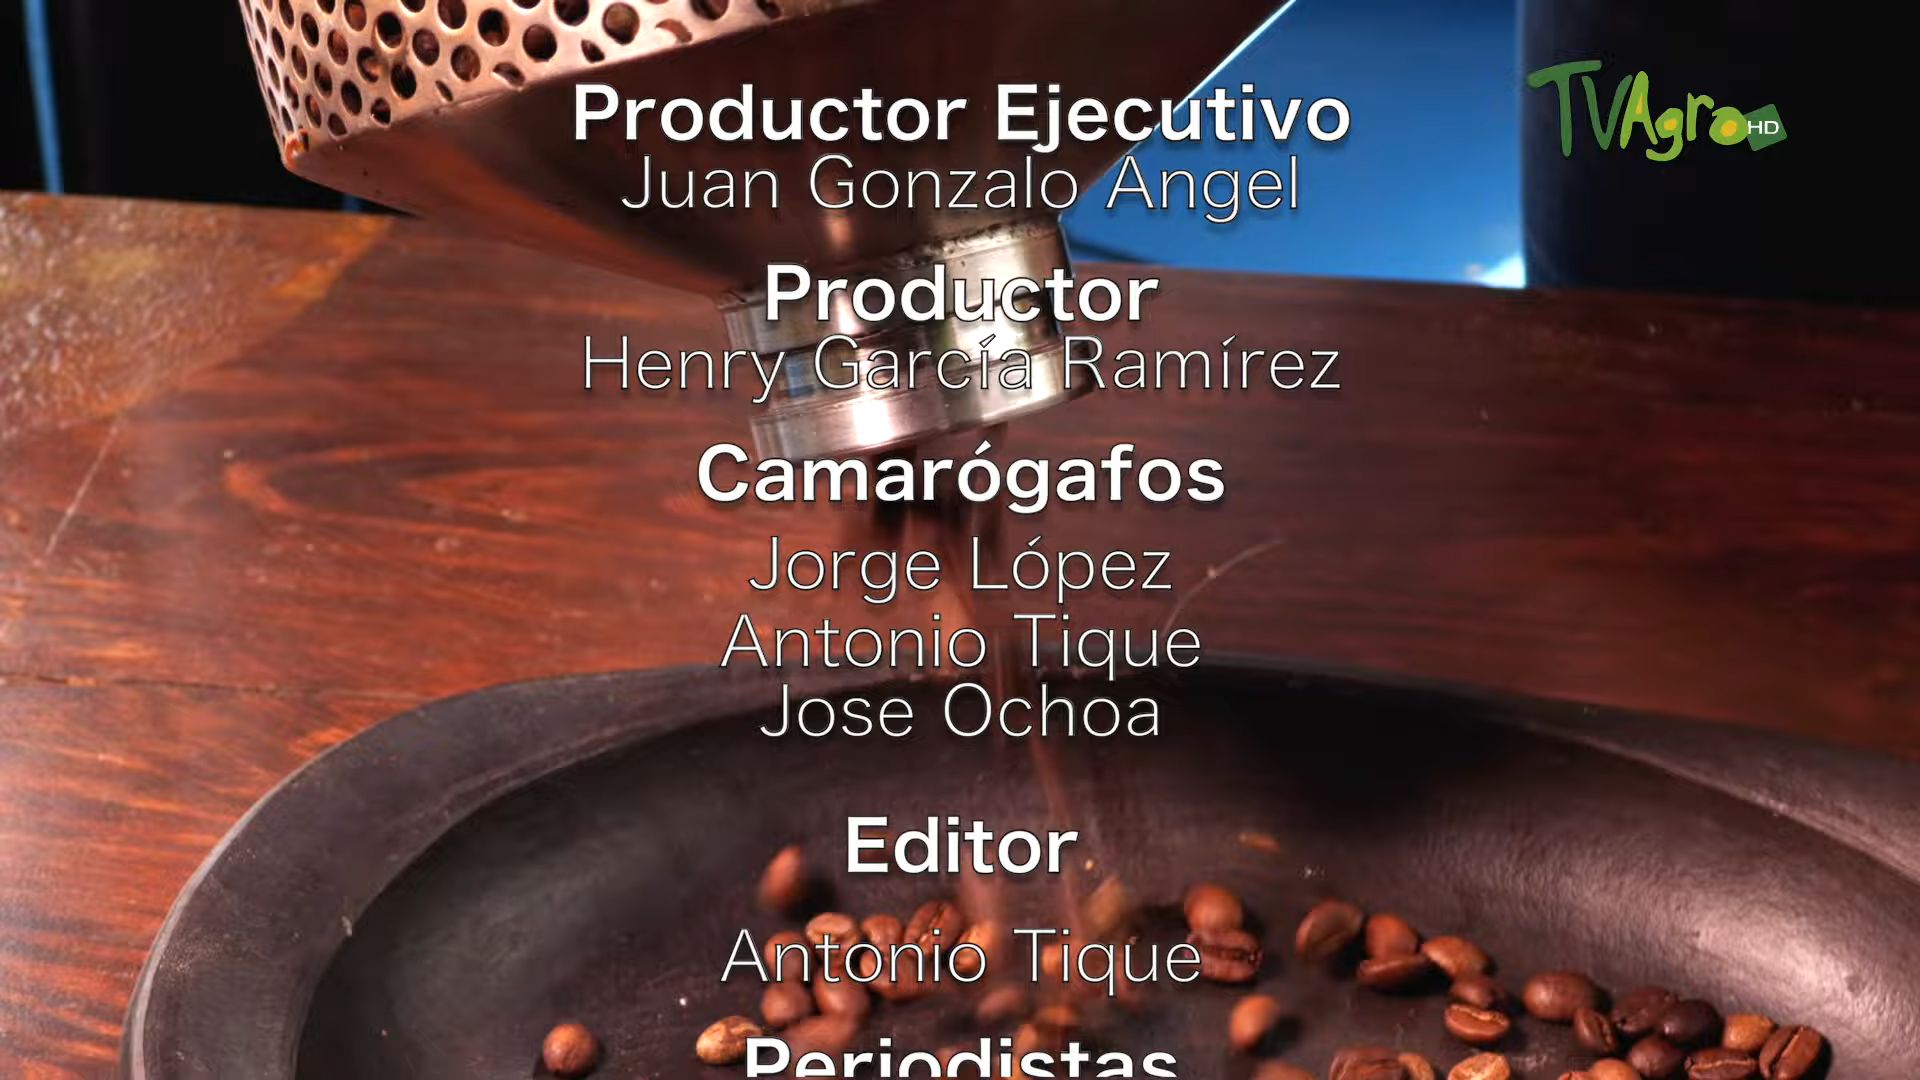 TVAgro HD
Productor Ejecutivo
Juan Gonzalo Angel
Productor
Henry García Ramírez
Camarógafos
Jorge López
Antonio Tique
Jose Ochoa
Editor
Antonio Tique
Periodistas